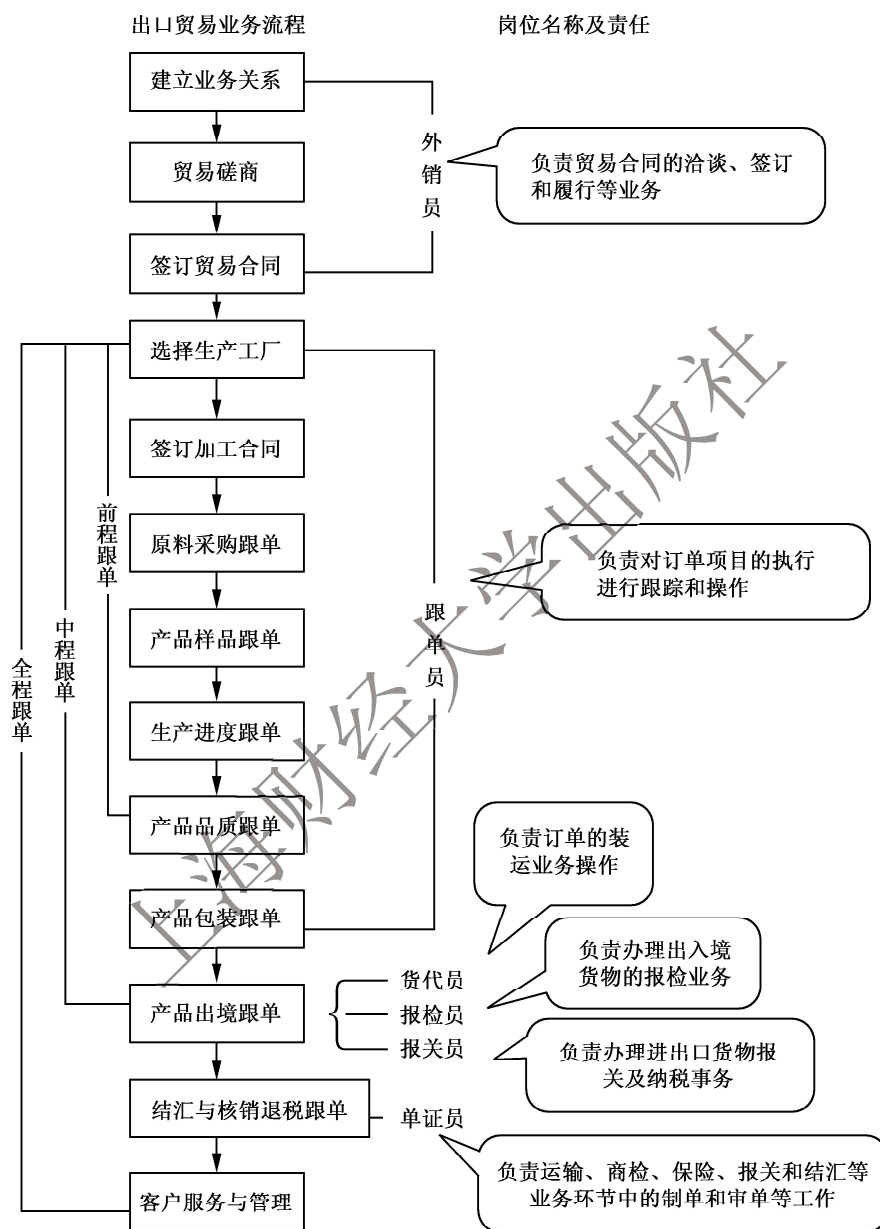 出口贸易业务流程
岗位名称及责任
建立业务关系
贸易磋商
签订贸易合同
外销员
负责贸易合同的洽谈、签订
和履行等业务
选择生产工厂
签订加工合同
原料采购跟单
产品样品跟单
生产进度跟单
产品品质跟单
产品包装跟单
前程跟单
中程跟单
全程跟单
跟单员
负责对订单项目的执行
进行跟踪和操作
负责订单的装
运业务操作
产品出境跟单
货代员
报检员
报关员
负责办理出入境
货物的报检业务
负责办理进出口货物报
关及纳税事务
结汇与核销退税跟单
单证员
负责运输、商检、保险、报关和结汇等
业务环节中的制单和审单等工作
客户服务与管理
上海财经大学出版社